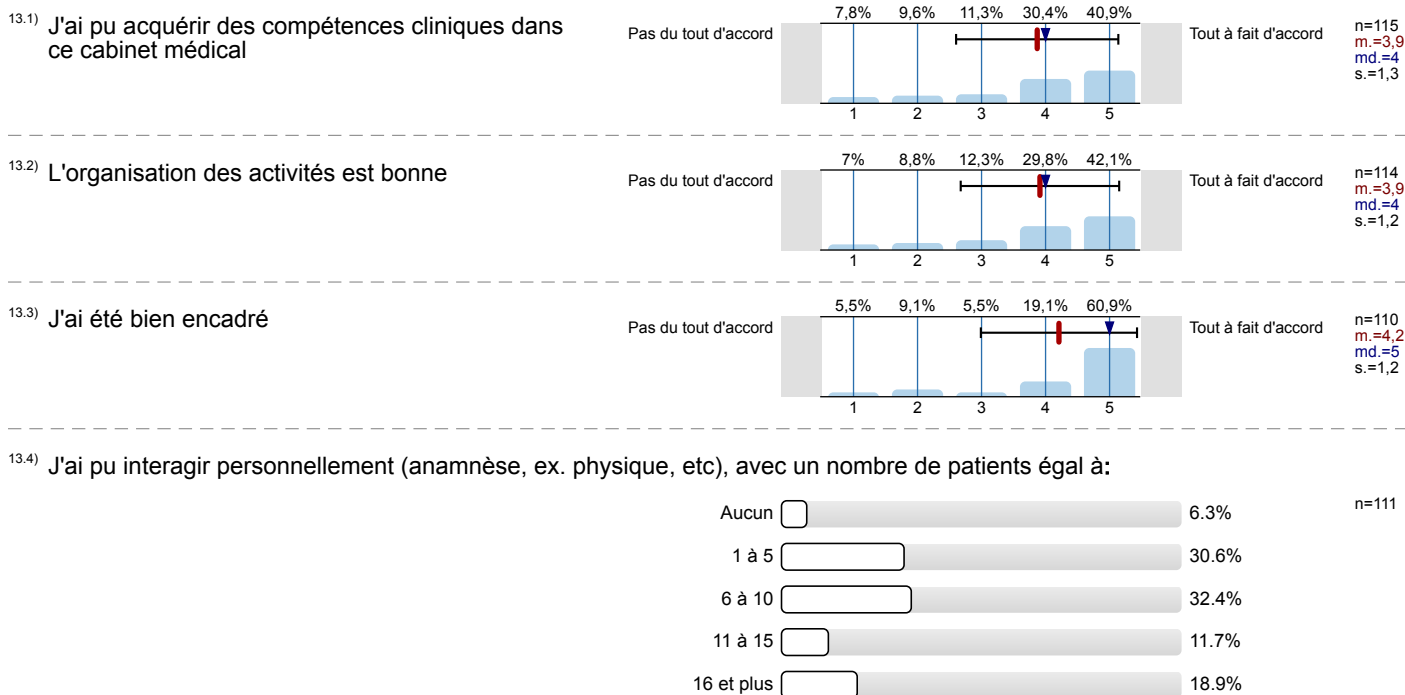 13.1) J'ai pu acquérir des compétences cliniques dans
ce cabinet médical
Pas du tout d'accord
7,8% 9,6% 11,3% 30,4% 40,9%
1 2 3 4 5
Tout à fait d'accord
n=115
m.=3,9
md.=4
s.=1,3
13.2) L'organisation des activités est bonne
Pas du tout d'accord
7% 8,8% 12,3% 29,8% 42,1%
1 2 3 4 5
Tout à fait d'accord
n=114
m.=3,9
md.=4
s.=1,2
13.3) J'ai été bien encadré
Pas du tout d'accord
5,5% 9,1% 5,5% 19,1% 60,9%
1 2 3 4 5
Tout à fait d'accord
n=110
m.=4,2
md.=5
s.=1,2
13.4) J'ai pu interagir personnellement (anamnèse, ex. physique, etc), avec un nombre de patients égal à:
Aucun 6.3% n=111
1 à 5 30.6%
6 à 10 32.4%
11 à 15 11.7%
16 et plus 18.9%